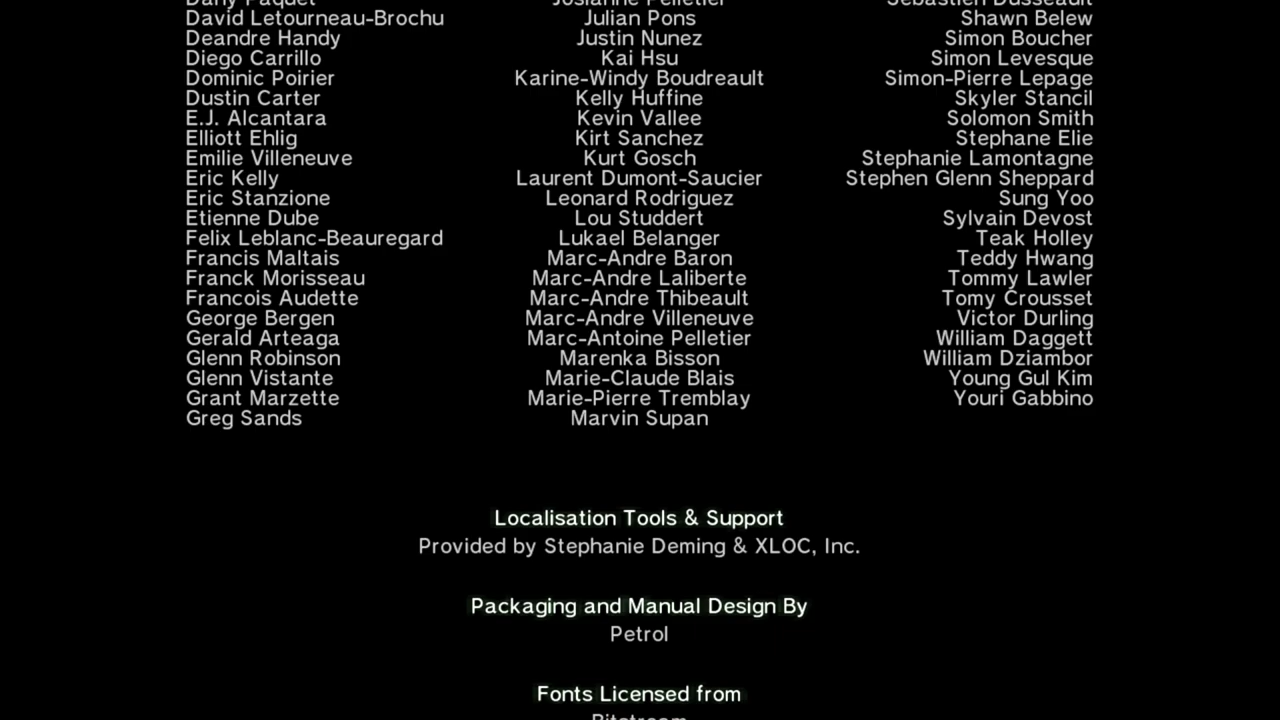 Dany Paquet
David Letourneau-Brochu
Deandre Handy
Diego Carrillo
Dominic Poirier
Dustin Carter
E.J. Alcantara
Elliott Ehlig
Emilie Villeneuve
Eric Kelly
Eric Stanzione
Etienne Dube
Felix Leblanc-Beauregard
Francis Maltais
Franck Morisseau
Francois Audette
George Bergen
Gerald Arteaga
Glenn Robinson
Glenn Vistante
Grant Marzette
Greg Sands
Josianne Pelletier
Julian Pons
Justin Nunez
Kai Hsu
Karine-Windy Boudreault
Kelly Huffine
Kevin Vallee
Kirt Sanchez
Kurt Gosch
Laurent Dumont-Saucier
Leonard Rodriguez
Lou Studdert
Lukael Belanger
Marc-Andre Baron
Marc-Andre Laliberte
Marc-Andre Thibeault
Marc-Andre Villeneuve
Marc-Antoine Pelletier
Marenka Bisson
Marie-Claude Blais
Marie-Pierre Tremblay
Marvin Supan
Sebastien Dusseault
Shawn Belew
Simon Boucher
Simon Levesque
Simon-Pierre Lepage
Skyler Stancil
Solomon Smith
Stephane Elie
Stephanie Lamontagne
Stephen Glenn Sheppard
Sung Yoo
Sylvain Devost
Teak Holley
Teddy Hwang
Tommy Lawler
Tomy Crousset
Victor Durling
William Daggett
William Dziambor
Young Gul Kim
Youri Gabbino
Localisation Tools & Support
Provided by Stephanie Deming & XLOC, Inc.
Packaging and Manual Design By
Petrol
Fonts Licensed from
Bitstream